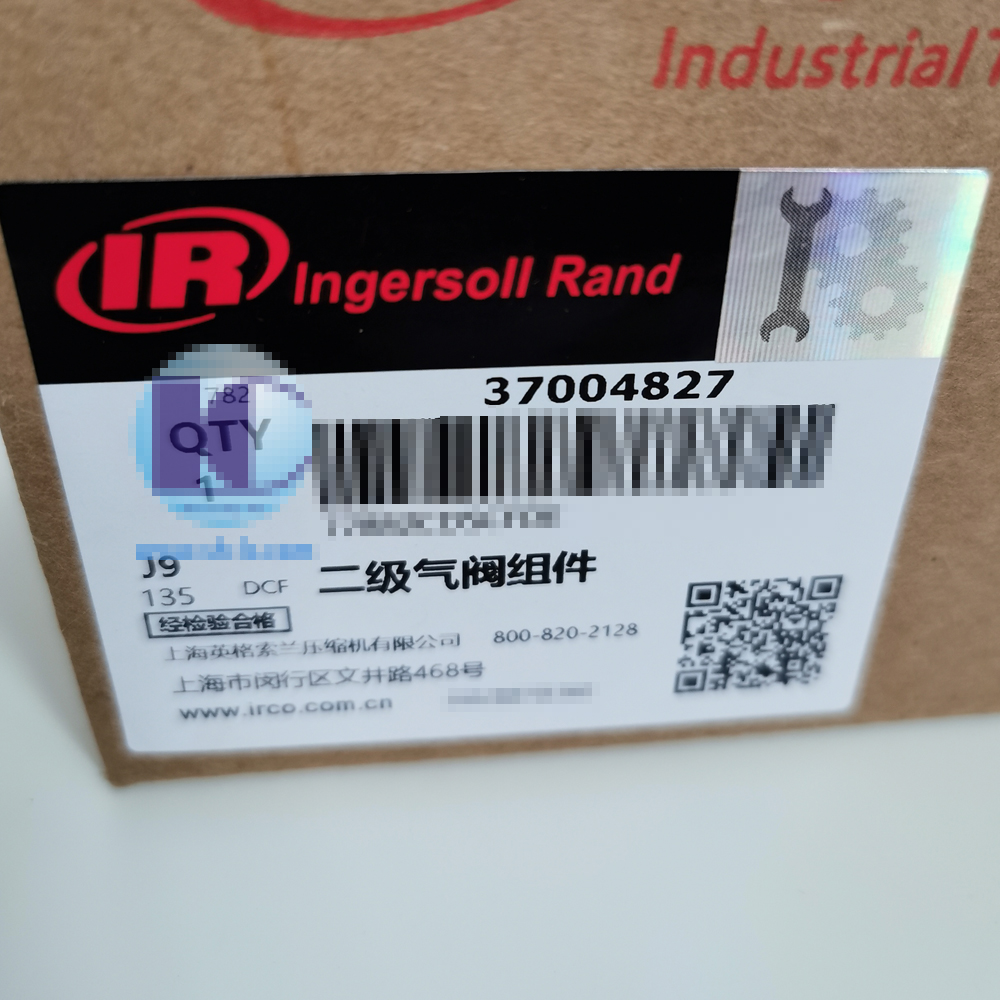 Industrial
IR Ingersoll Rand
782
37004827
QTY
1
J9
135 DCF
二级气阀组件
经检验合格
上海英格索兰压缩机有限公司 800-820-2128
上海市闵行区文井路468号
www.irco.com.cn